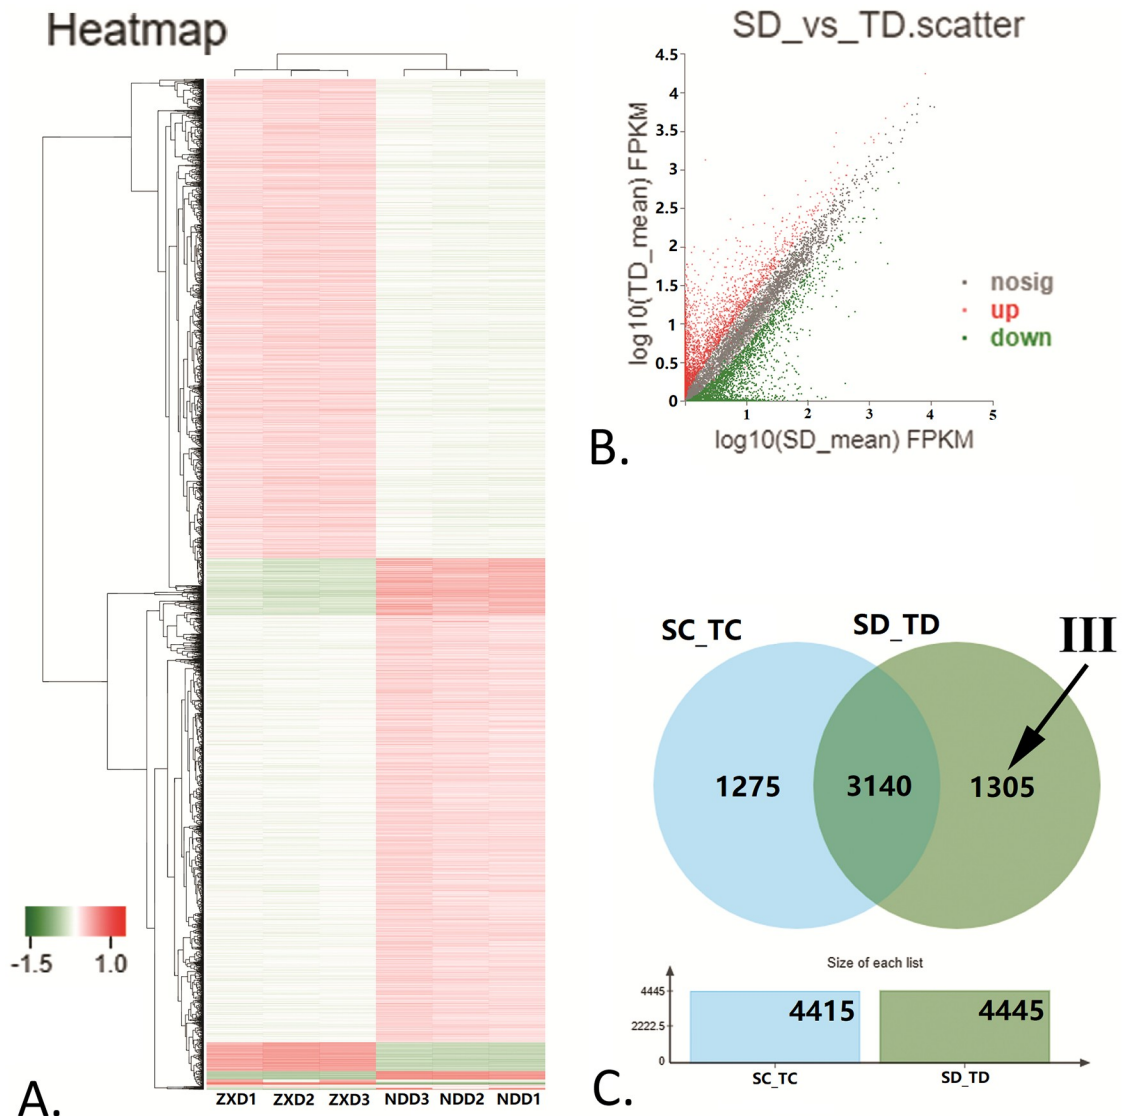 Heatmap
-1.5 1.0
ZXD1 ZXD2 ZXD3 NDD3 NDD2 NDD1
A.
SD_vs_TD.scatter
log10(TD_mean) FPKM
4.5
4
3.5
3
2.5
2
1.5
1
0.5
0
1 2 3 4 5
log10(SD_mean) FPKM
nosig
up
down
B.
SC_TC SD_TD III
1275 3140 1305
Size of each list
4445
2222.5
0
4415 4445
SC_TC SD_TD
C.